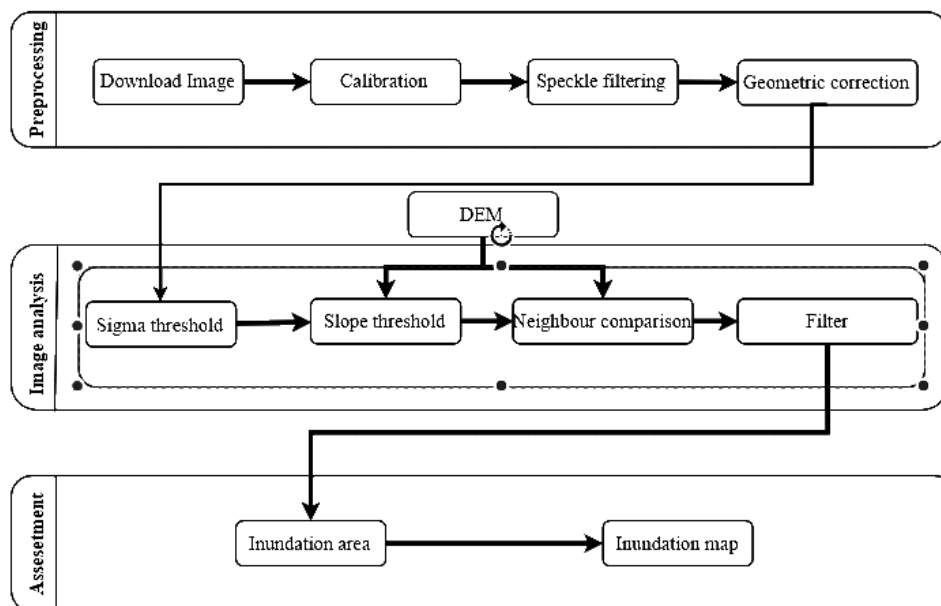 Preprocessing
Download Image
Calibration
Speckle filtering
Geometric correction
DEM
Image analysis
Sigma threshold
Slope threshold
Neighbour comparison
Filter
Assesetment
Inundation area
Inundation map